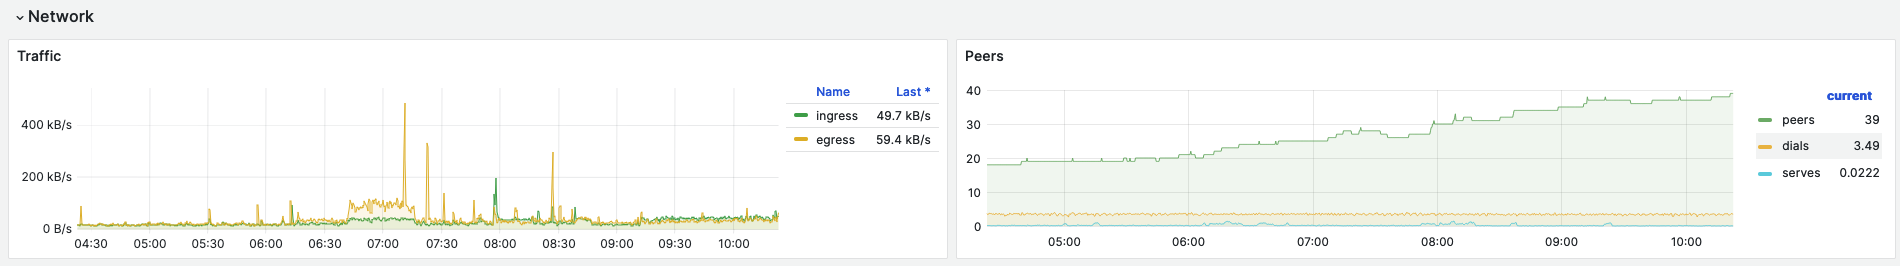 Network
Traffic
400 kB/s
200 kB/s
0 B/s
04:30 05:00 05:30 06:00 06:30 07:00 07:30 08:00 08:30 09:00 09:30 10:00
Name Last *
ingress 49.7 kB/s
egress 59.4 kB/s
Peers
40
30
20
10
0
05:00 06:00 07:00 08:00 09:00 10:00
current
peers 39
dials 3.49
serves 0.0222